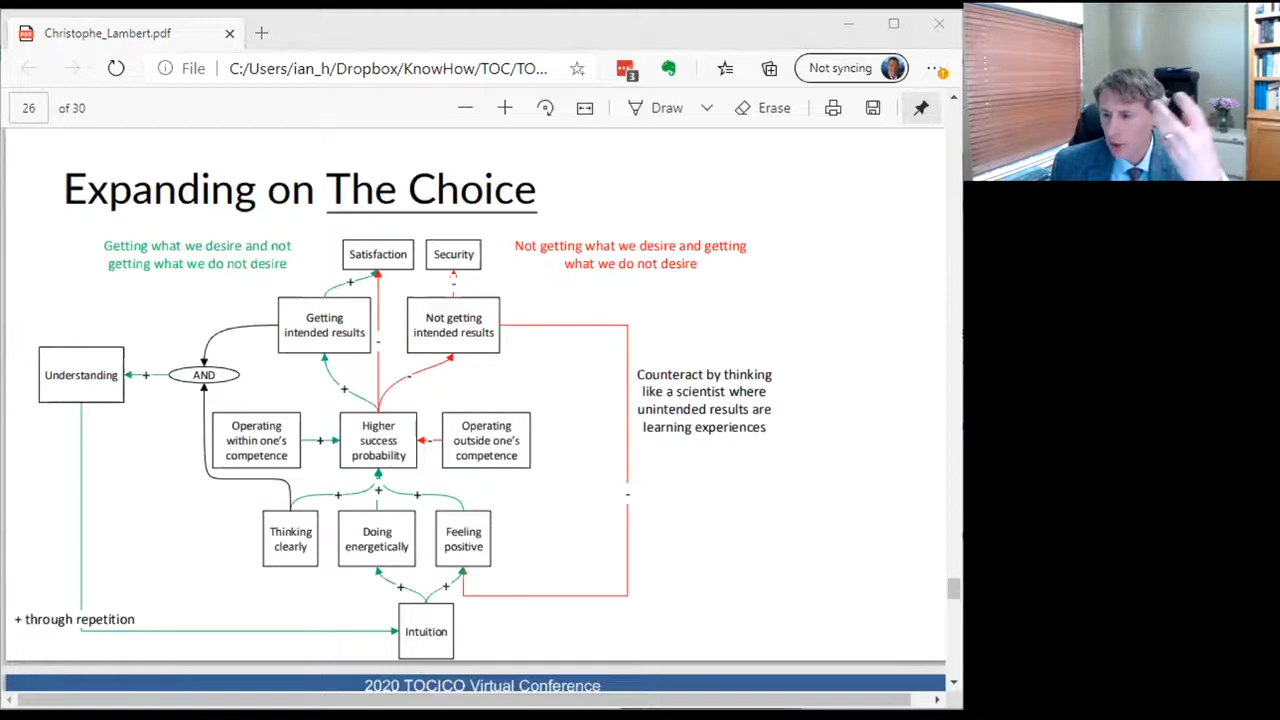 Christophe_Lambert.pdf
File
C:/Users/ian_h/Dropbox/KnowHow/TOC/TO...
3
Not syncing
26
of 30
Draw
Erase
Expanding on The Choice
Getting what we desire and not
getting what we do not desire
Satisfaction
Security
Not getting what we desire and getting
what we do not desire
+
-
Getting
intended results
Not getting
intended results
-
Understanding
+
AND
+
-
Counteract by thinking
like a scientist where
unintended results are
learning experiences
Operating
within one's
competence
+
Higher
success
probability
-
Operating
outside one's
competence
+
+
+
-
Thinking
clearly
Doing
energetically
Feeling
positive
+
+
+ through repetition
Intuition
2020 TOCICO Virtual Conference